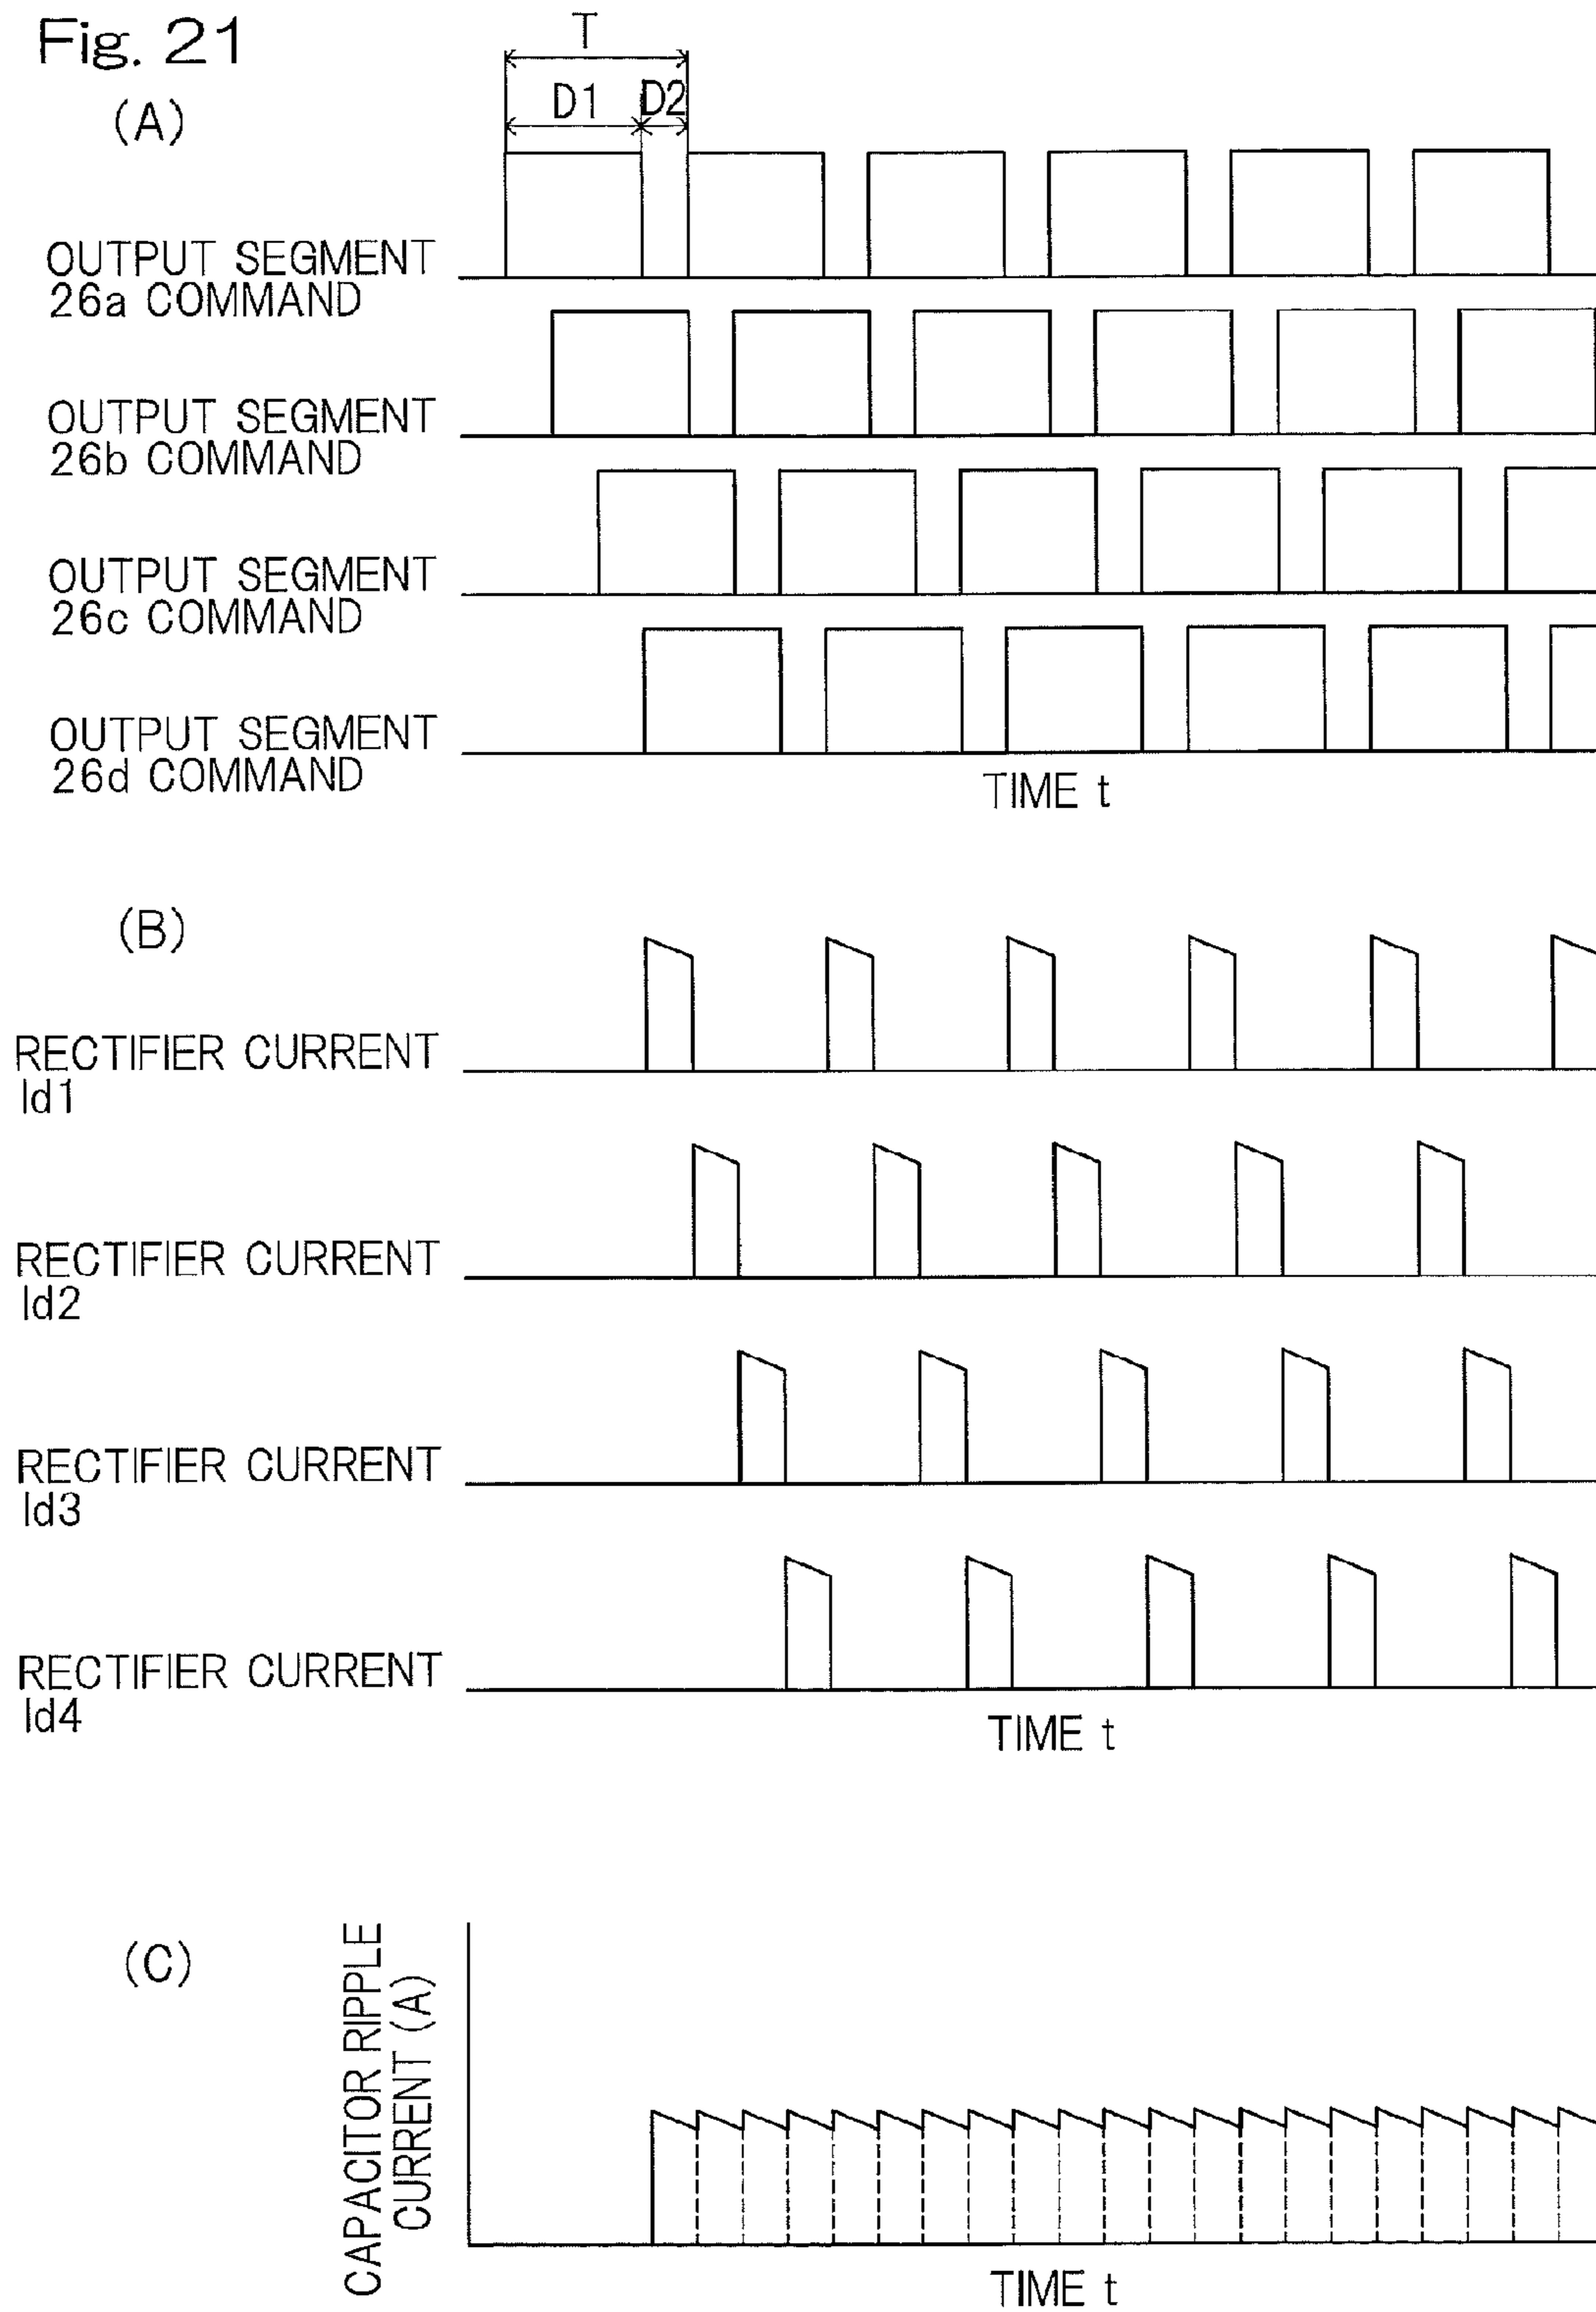 Fig. 21
T
(A)
D1
D2
OUTPUT SEGMENT
26a COMMAND
OUTPUT SEGMENT
26b COMMAND
OUTPUT SEGMENT
26c COMMAND
OUTPUT SEGMENT
26d COMMAND
TIME t
(B)
RECTIFIER CURRENT
Id1
RECTIFIER CURRENT
Id2
RECTIFIER CURRENT
Id3
RECTIFIER CURRENT
Id4
TIME t
(C)
CAPACITOR RIPPLE
CURRENT (A)
TIME t